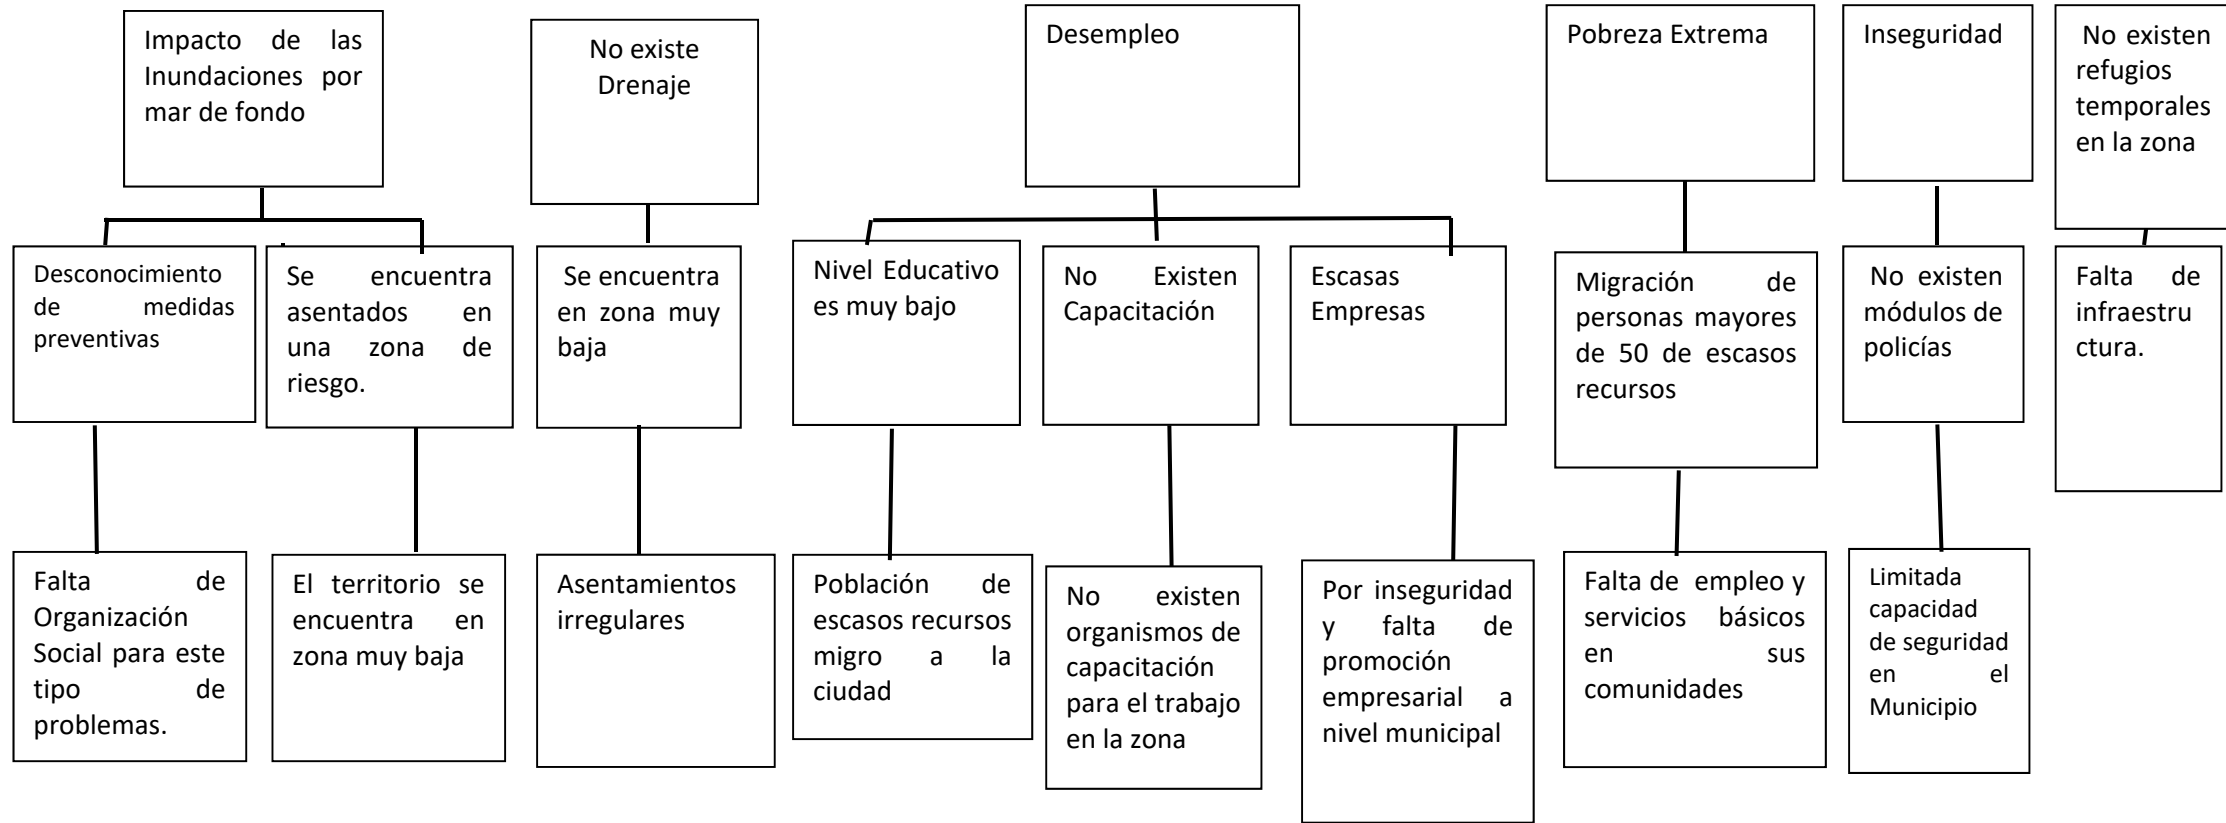 Impacto de las
Inundaciones por
mar de fondo
No existe
Drenaje
Desempleo
Pobreza Extrema
Inseguridad
No existen
refugios
temporales
en la zona
Desconocimiento
de medidas
preventivas
Se encuentra
asentados en
una zona de
riesgo.
Se encuentra
en zona muy
baja
Nivel Educativo
es muy bajo
No Existen
Capacitación
Escasas
Empresas
Migración de
personas mayores
de 50 de escasos
recursos
No existen
módulos de
policías
Falta de
infraestru
ctura.
Falta de
Organización
Social para este
tipo de
problemas.
El territorio se
encuentra en
zona muy baja
Asentamientos
irregulares
Población de
escasos recursos
migro a la
ciudad
No existen
organismos de
capacitación
para el trabajo
en la zona
Por inseguridad
y falta de
promoción
empresarial a
nivel municipal
Falta de empleo y
servicios básicos
en sus
comunidades
Limitada
capacidad
de seguridad
en el
Municipio